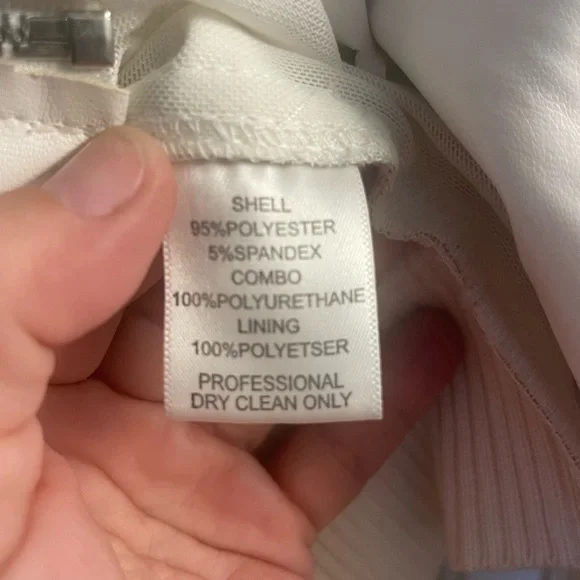 SHELL
95%POLYESTER
5%SPANDEX
COMBO
100%POLYURETHANE
LINING
100%POLYETSER
PROFESSIONAL
DRY CLEAN ONLY